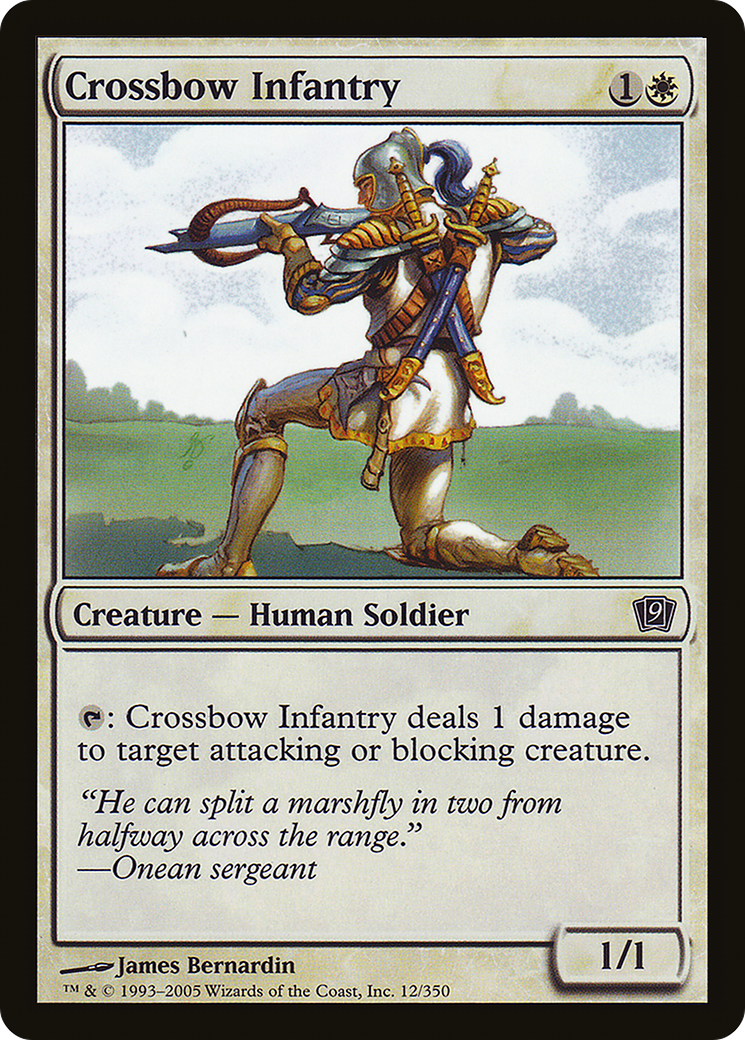 Crossbow Infantry
1
9
Creature — Human Soldier
: Crossbow Infantry deals 1 damage
to target attacking or blocking creature.
“He can split a marshfly in two from
halfway across the range.”
—Onean sergeant
1/1
James Bernardin
™ & © 1993–2005 Wizards of the Coast, Inc. 12/350